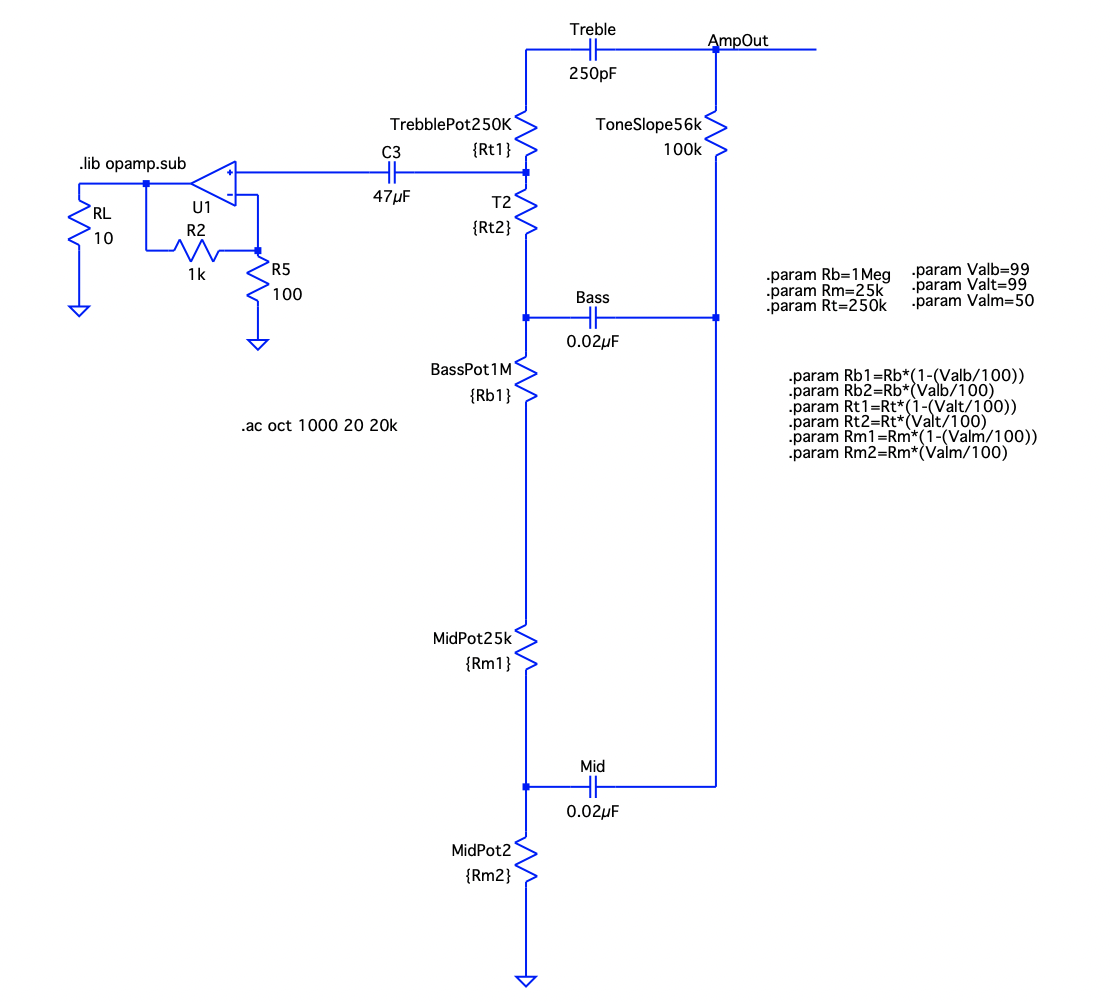 Treble
AmpOut
250pF
TrebblePot250K
{Rt1}
ToneSlope56k
100k
.lib opamp.sub
C3
47µF
U1
RL
10
R2
1k
R5
100
T2
{Rt2}
.param Rb=1Meg
.param Rm=25k
.param Rt=250k
.param Valb=99
.param Valt=99
.param Valm=50
Bass
0.02µF
BassPot1M
{Rb1}
.param Rb1=Rb*(1-(Valb/100))
.param Rb2=Rb*(Valb/100)
.param Rt1=Rt*(1-(Valt/100))
.param Rt2=Rt*(Valt/100)
.param Rm1=Rm*(1-(Valm/100))
.param Rm2=Rm*(Valm/100)
.ac oct 1000 20 20k
MidPot25k
{Rm1}
Mid
0.02µF
MidPot2
{Rm2}